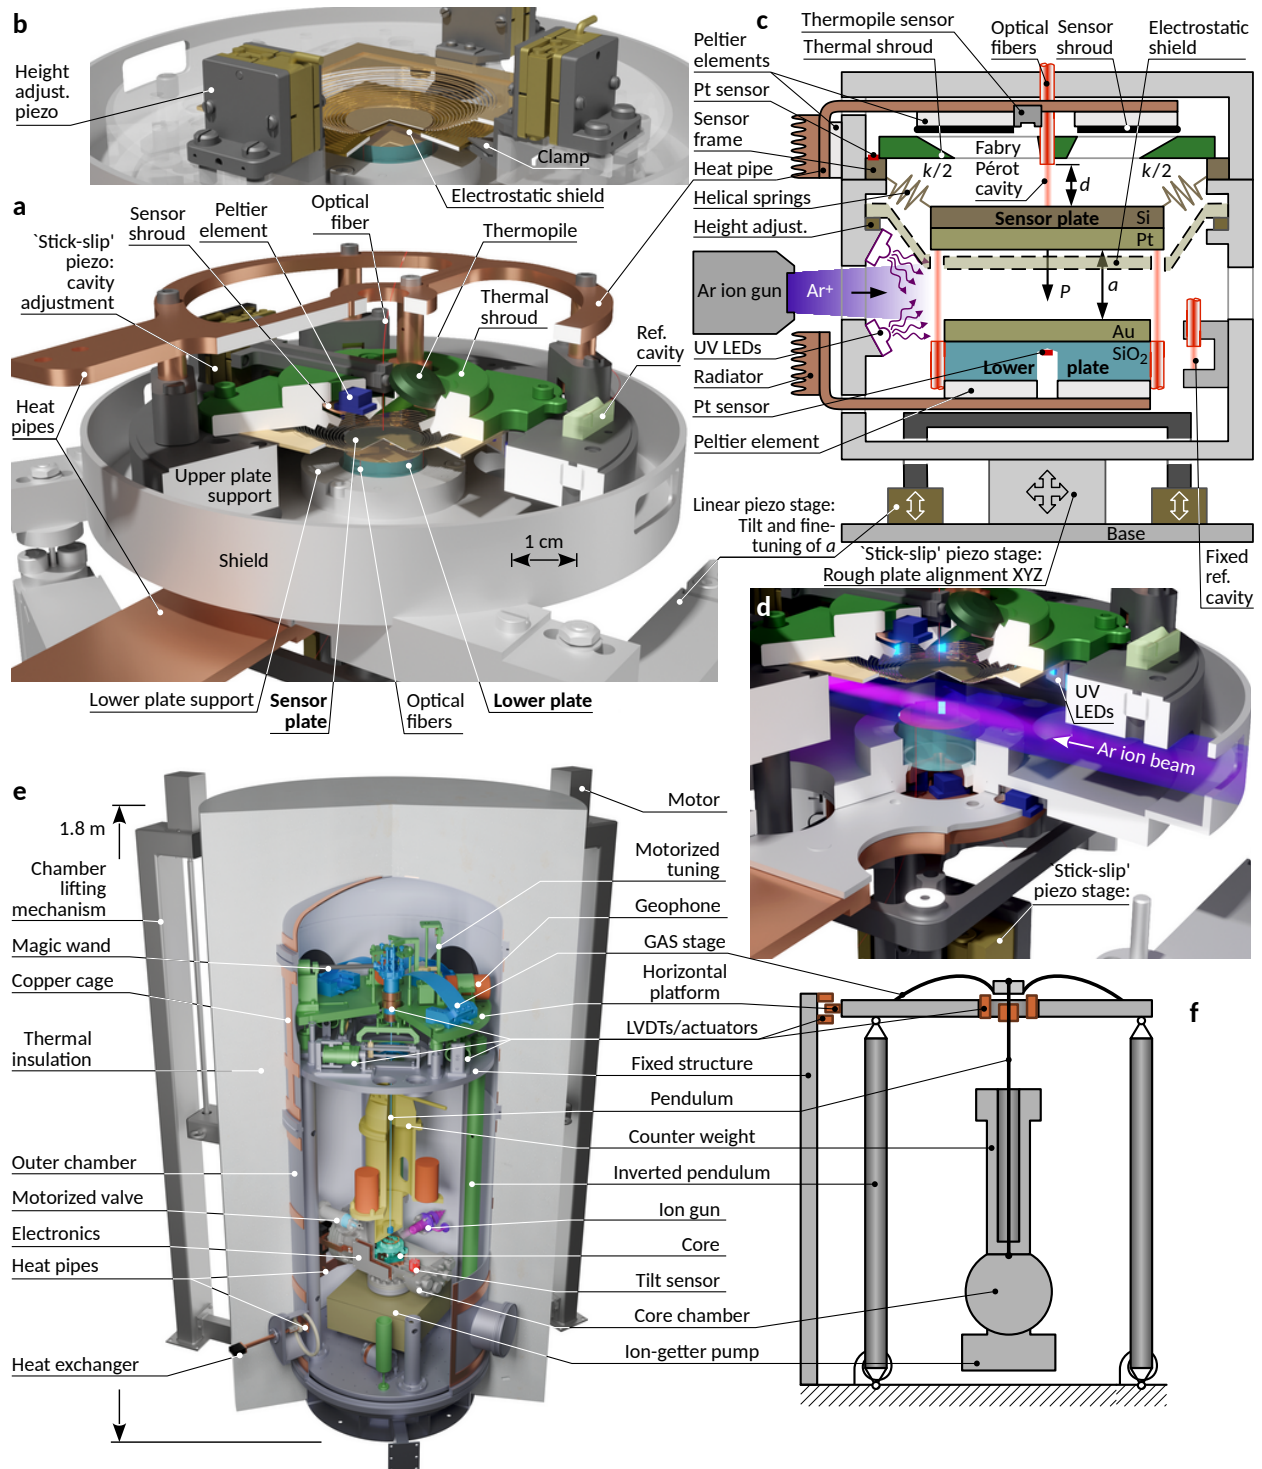 b
Height
adjust.
piezo
Clamp
Electrostatic shield
a
`Stick-slip'
piezo:
cavity
adjustment
Sensor
shroud
Peltier
element
Optical
fiber
Thermopile
Thermal
shroud
Ref.
cavity
Heat
pipes
Upper plate
support
Shield
1 cm
Lower plate support
Sensor
plate
Optical
fibers
Lower plate
c
Thermopile sensor
Thermal shroud
Optical
fibers
Sensor
shroud
Electrostatic
shield
Peltier
elements
Pt sensor
Sensor
frame
Heat pipe
Helical springs
Height adjust.
Fabry
Pérot
cavity
k/2
k/2
d
Sensor plate
Si
Pt
P
a
Ar ion gun
Ar+
UV LEDs
Radiator
Pt sensor
Peltier element
Au
SiO2
Lower plate
Linear piezo stage:
Tilt and fine-
tuning of a
Base
`Stick-slip' piezo stage:
Rough plate alignment XYZ
Fixed
ref.
cavity
d
UV
LEDs
Ar ion beam
`Stick-slip'
piezo stage:
e
1.8 m
Chamber
lifting
mechanism
Magic wand
Copper cage
Thermal
insulation
Outer chamber
Motorized valve
Electronics
Heat pipes
Heat exchanger
Motor
Motorized
tuning
Geophone
GAS stage
Horizontal
platform
LVDTs/actuators
Fixed structure
Pendulum
Counter weight
Inverted pendulum
Ion gun
Core
Tilt sensor
Core chamber
Ion-getter pump
f